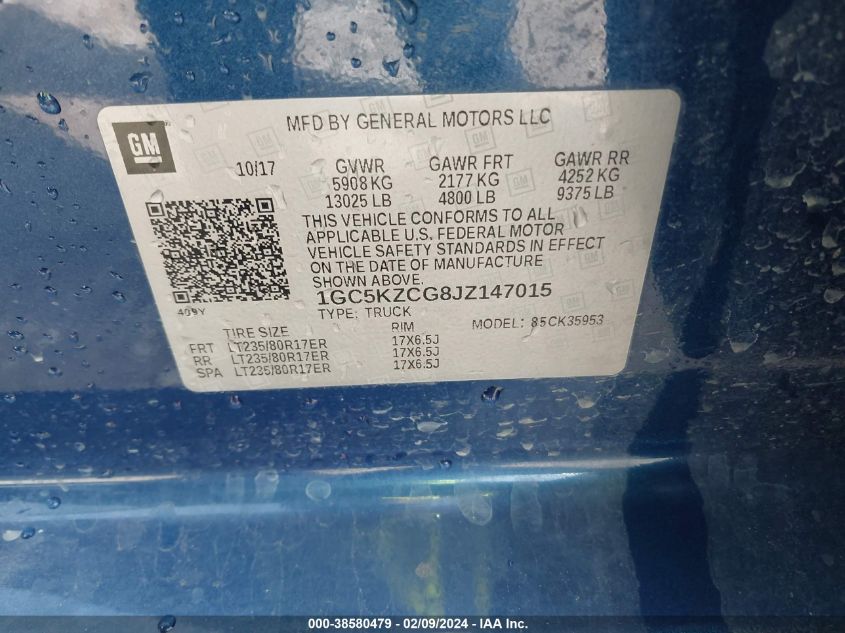 GM
MFD BY GENERAL MOTORS LLC
10/17 GVWR GAWR FRT GAWR RR
5908 KG 2177 KG 4252 KG
13025 LB 4800 LB 9375 LB
THIS VEHICLE CONFORMS TO ALL
APPLICABLE U.S. FEDERAL MOTOR
VEHICLE SAFETY STANDARDS IN EFFECT
ON THE DATE OF MANUFACTURE
SHOWN ABOVE.
1GC5KZCG8JZ147015
409Y TYPE: TRUCK MODEL: 85CK35953
TIRE SIZE RIM
FRT LT235/80R17ER 17X6.5J
RR LT235/80R17ER 17X6.5J
SPA LT235/80R17ER 17X6.5J
000-38580479 - 02/09/2024 - IAA Inc.